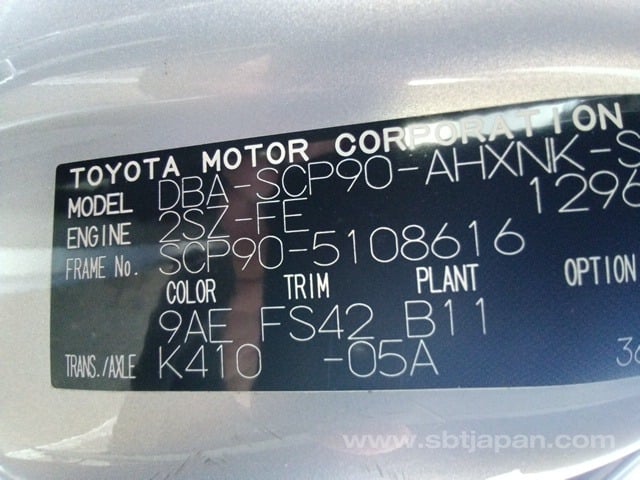 TOYOTA MOTOR CORPORATION
MODEL DBA-SCP90-AHXNK-S
ENGINE 2SZ-FE 1296
FRAME No. SCP90-5108616
COLOR TRIM PLANT OPTION
9AE FS42 B11
TRANS./AXLE K410 -05A 36
www.sbtjapan.com